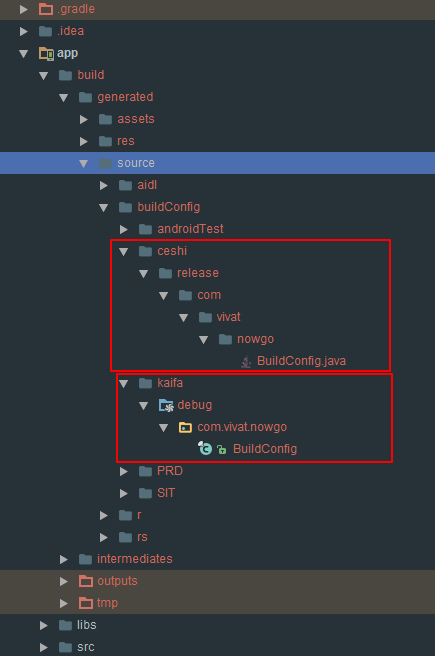 .gradle
.idea
app
build
generated
assets
res
source
aidl
buildConfig
androidTest
ceshi
release
com
vivat
nowgo
BuildConfig.java
kaifa
debug
com.vivat.nowgo
BuildConfig
PRD
SIT
r
rs
intermediates
outputs
tmp
libs
src